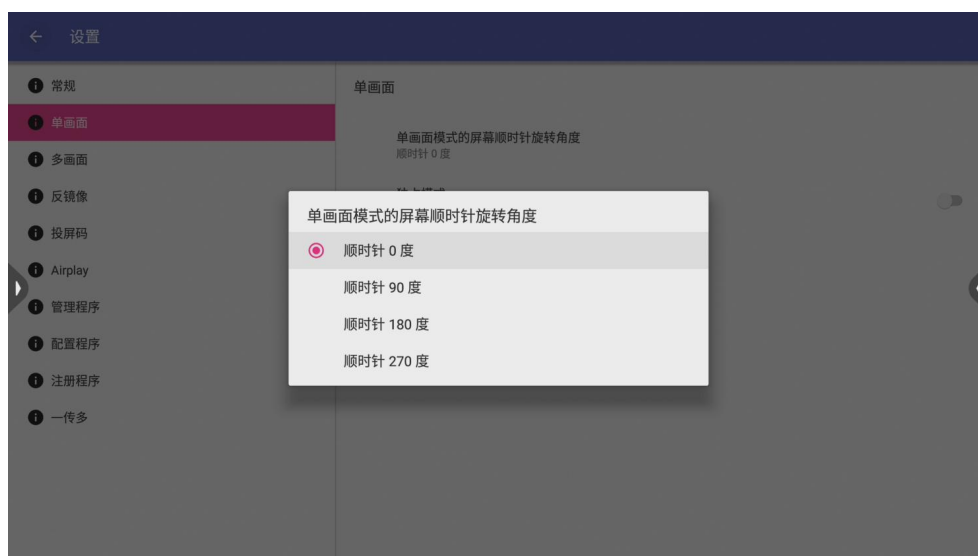 设置
常规
单画面
多画面
反镜像
投屏码
Airplay
管理程序
配置程序
注册程序
一传多
单画面
单画面模式的屏幕顺时针旋转角度
顺时针 0 度
单画面模式的屏幕顺时针旋转角度
顺时针 0 度
顺时针 90 度
顺时针 180 度
顺时针 270 度